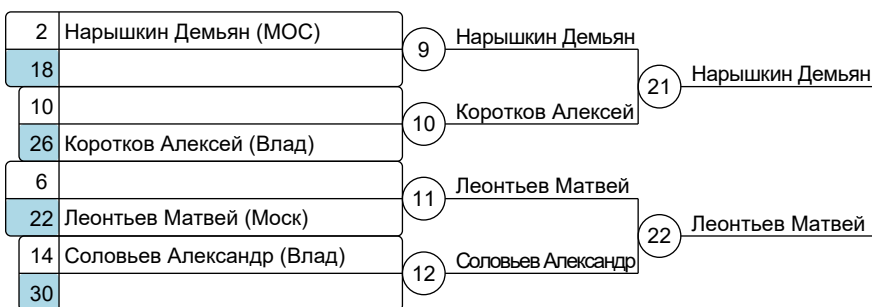 2 Нарышкин Демьян (МОС)
9 Нарышкин Демьян
18
21 Нарышкин Демьян
10
10 Коротков Алексей
26 Коротков Алексей (Влад)
6
11 Леонтьев Матвей
22 Леонтьев Матвей (Моск)
22 Леонтьев Матвей
14 Соловьев Александр (Влад)
12 Соловьев Александр
30